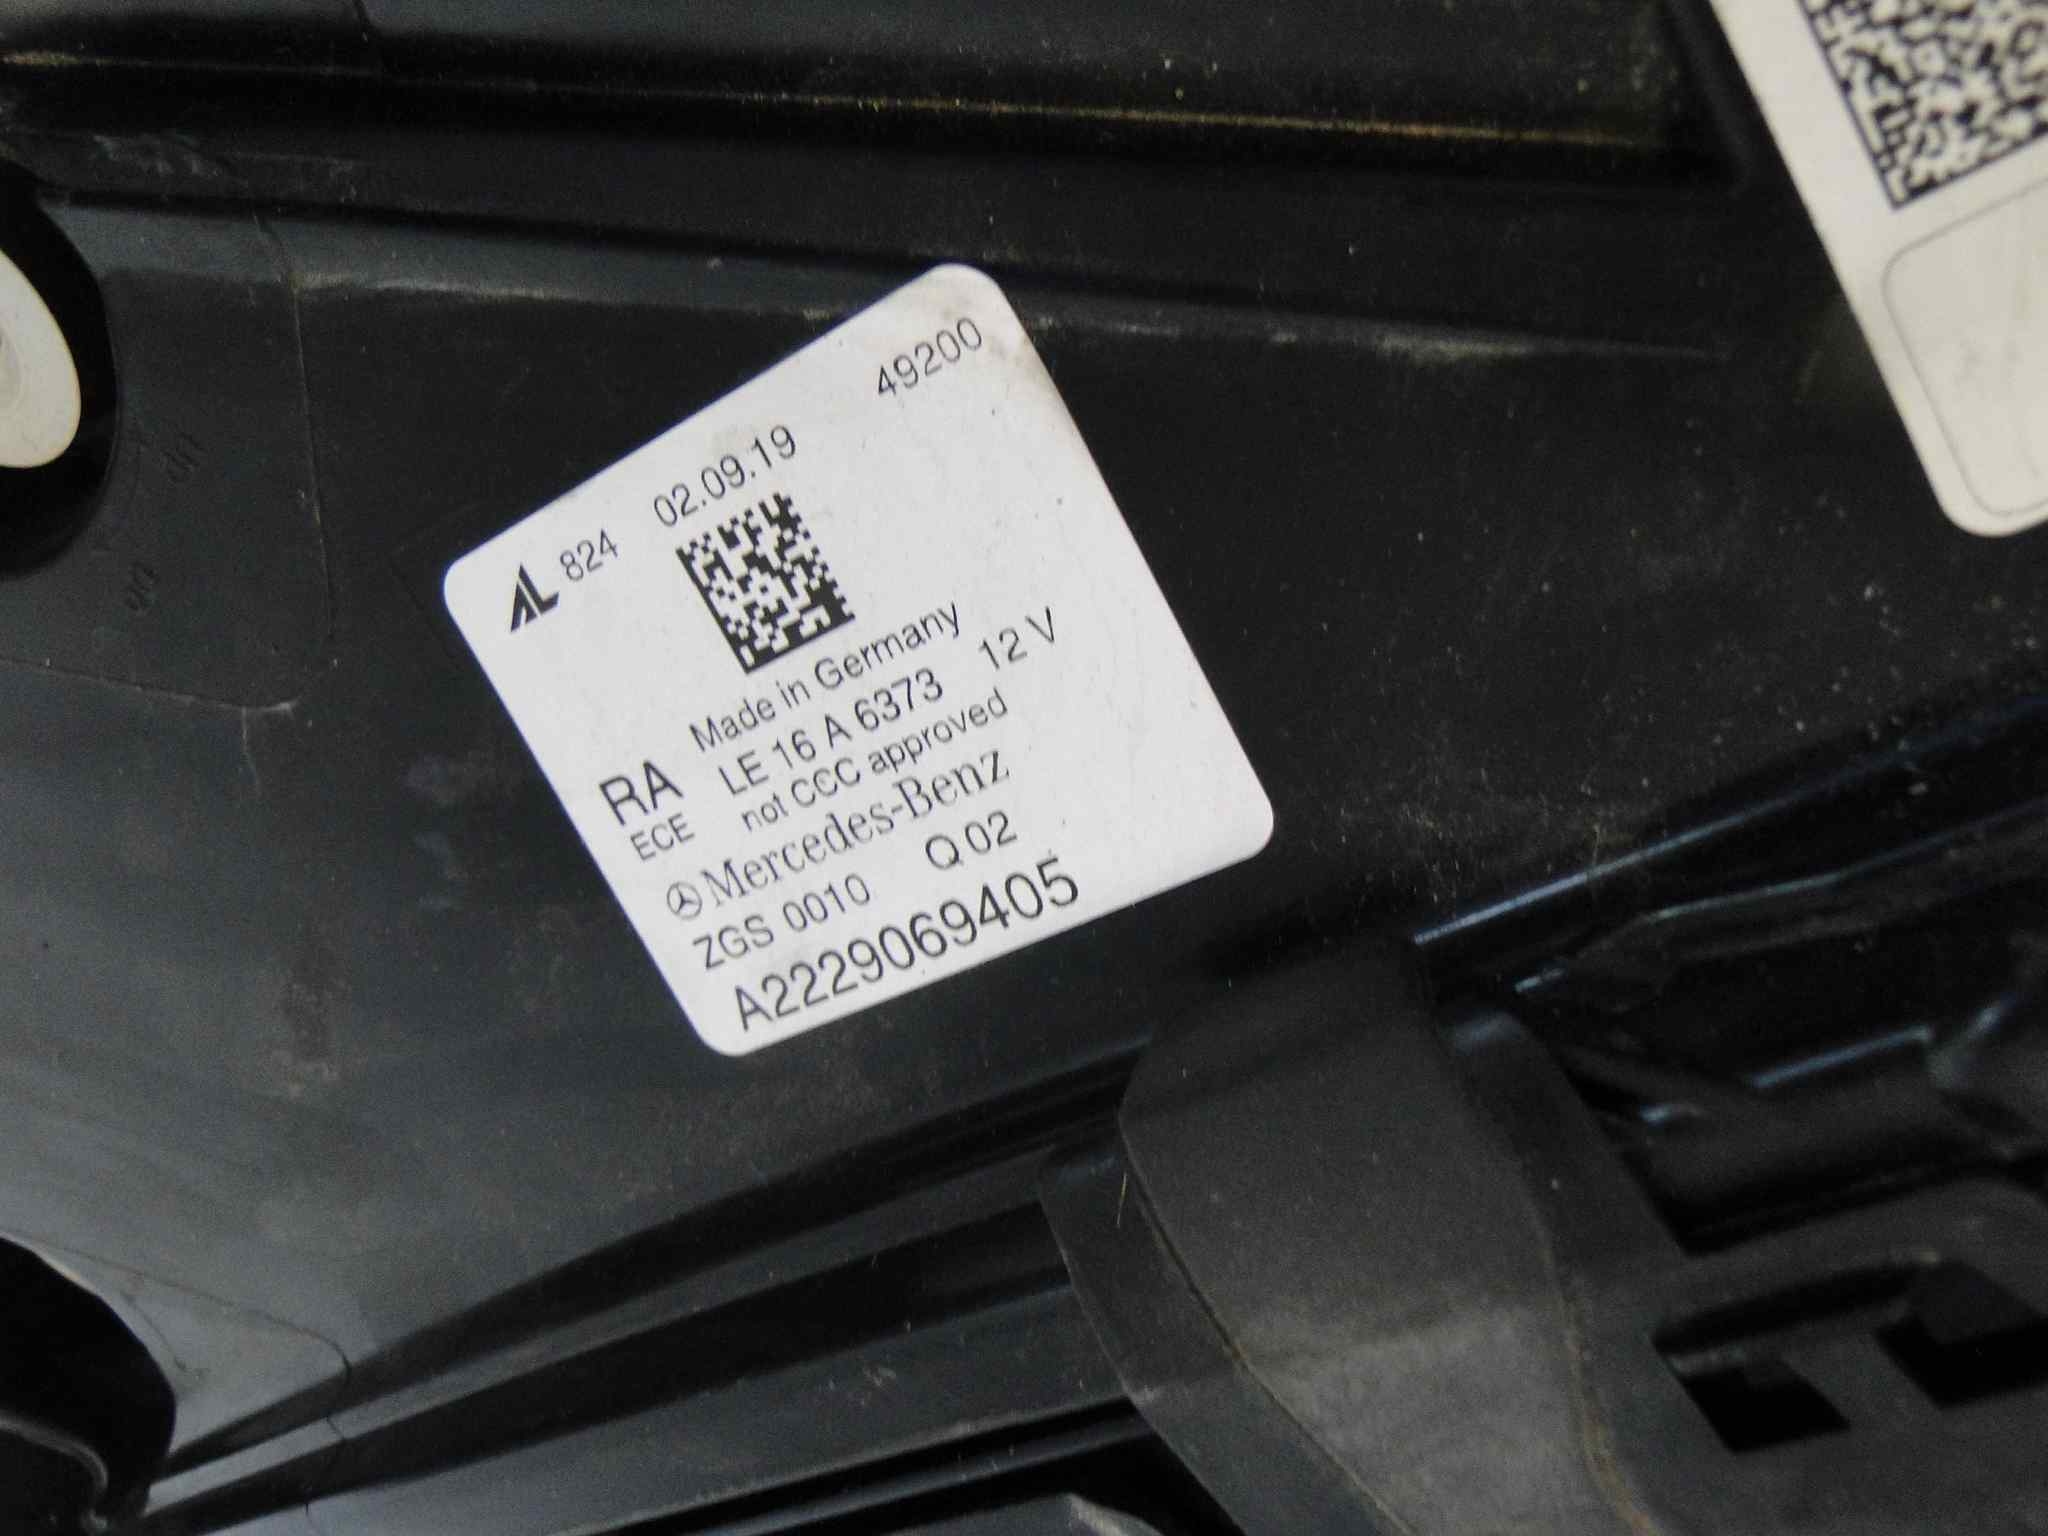 49200
AL 824 02.09.19
Made in Germany
RA LE 16 A 6373 12 V
ECE not CCC approved
Mercedes-Benz
ZGS 0010 Q 02
A2229069405